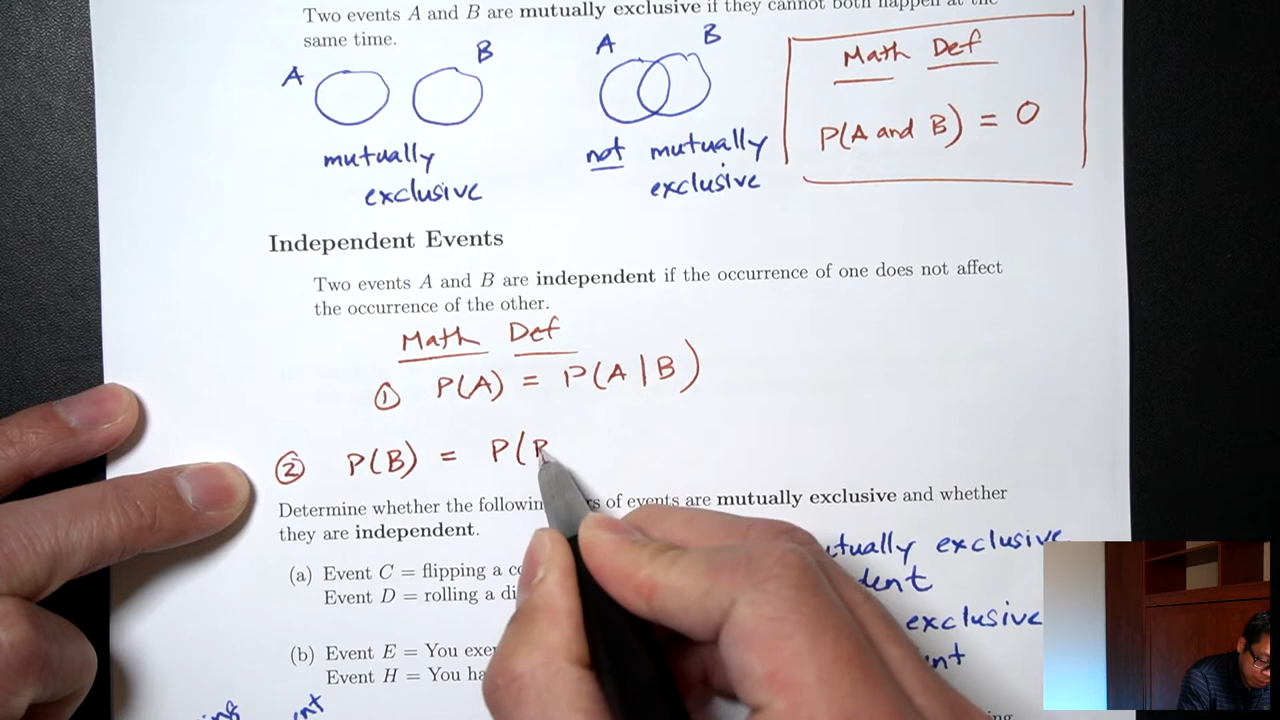 Two events A and B are mutually exclusive if they cannot both happen at the
same time.
A B
mutually
exclusive
A B
not mutually
exclusive
Math Def
P(A and B) = 0
Independent Events
Two events A and B are independent if the occurrence of one does not affect
the occurrence of the other.
Math Def
① P(A) = P(A | B)
② P(B) = P(B
Determine whether the following of events are mutually exclusive and whether
they are independent.
exclusive
(a) Event C = flipping a
Event D = rolling a
exclusive
(b) Event E = You
Event H = You